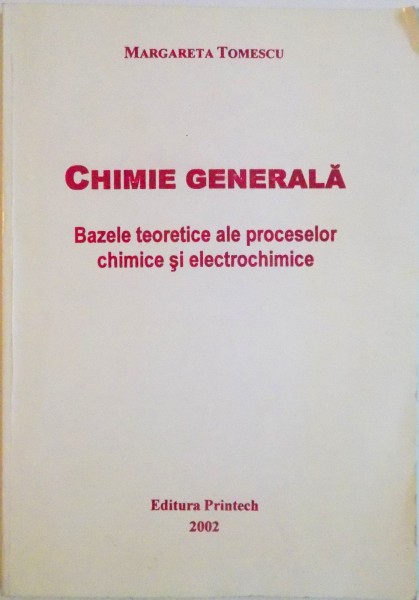 MARGARETA TOMESCU
CHIMIE GENERALĂ
Bazele teoretice ale proceselor
chimice şi electrochimice
Editura Printech
2002